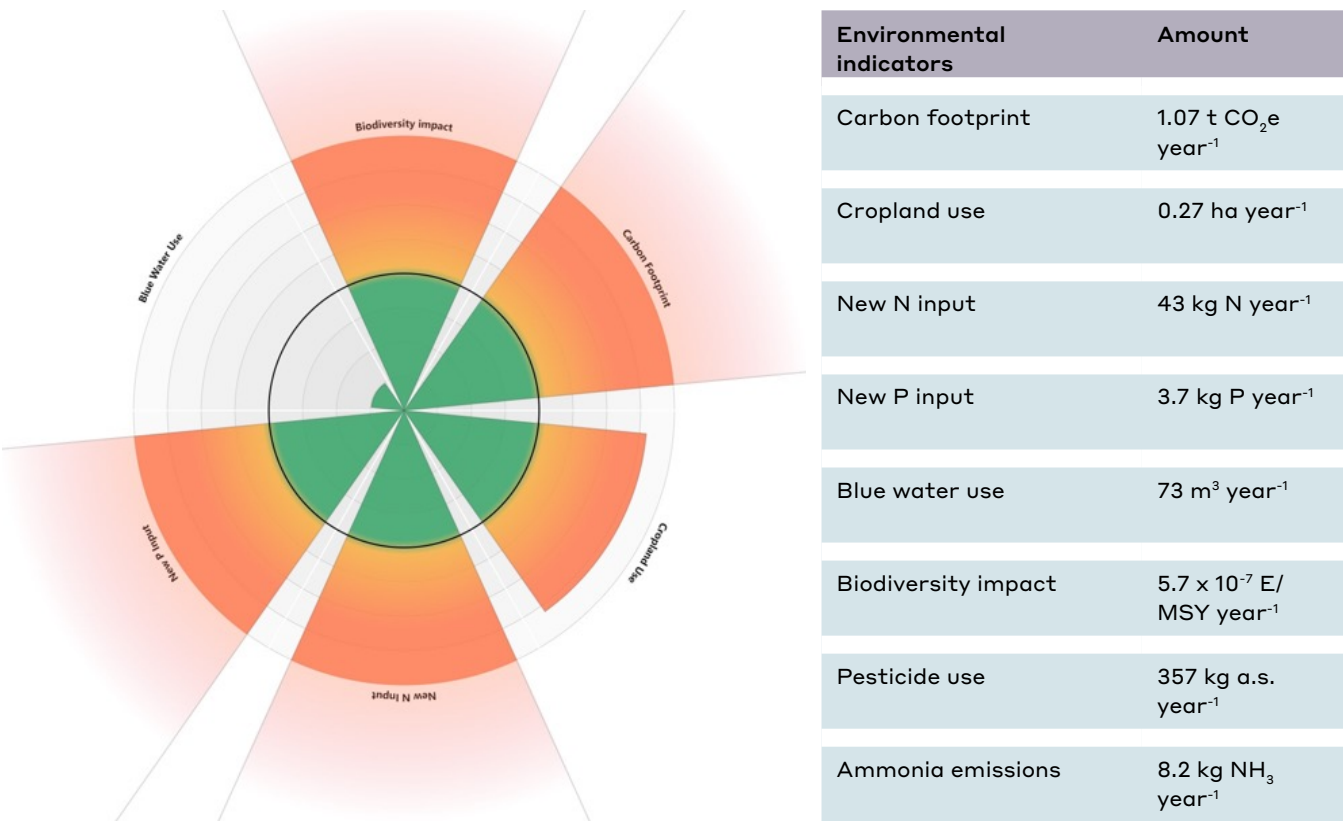 Biodiversity impact
Carbon Footprint
Blue Water Use
Cropland Use
New P Input
New N Input
Environmental indicators Amount
Carbon footprint 1.07 t CO₂e year⁻¹
Cropland use 0.27 ha year⁻¹
New N input 43 kg N year⁻¹
New P input 3.7 kg P year⁻¹
Blue water use 73 m³ year⁻¹
Biodiversity impact 5.7 x 10⁻⁷ E/ MSY year⁻¹
Pesticide use 357 kg a.s. year⁻¹
Ammonia emissions 8.2 kg NH₃ year⁻¹